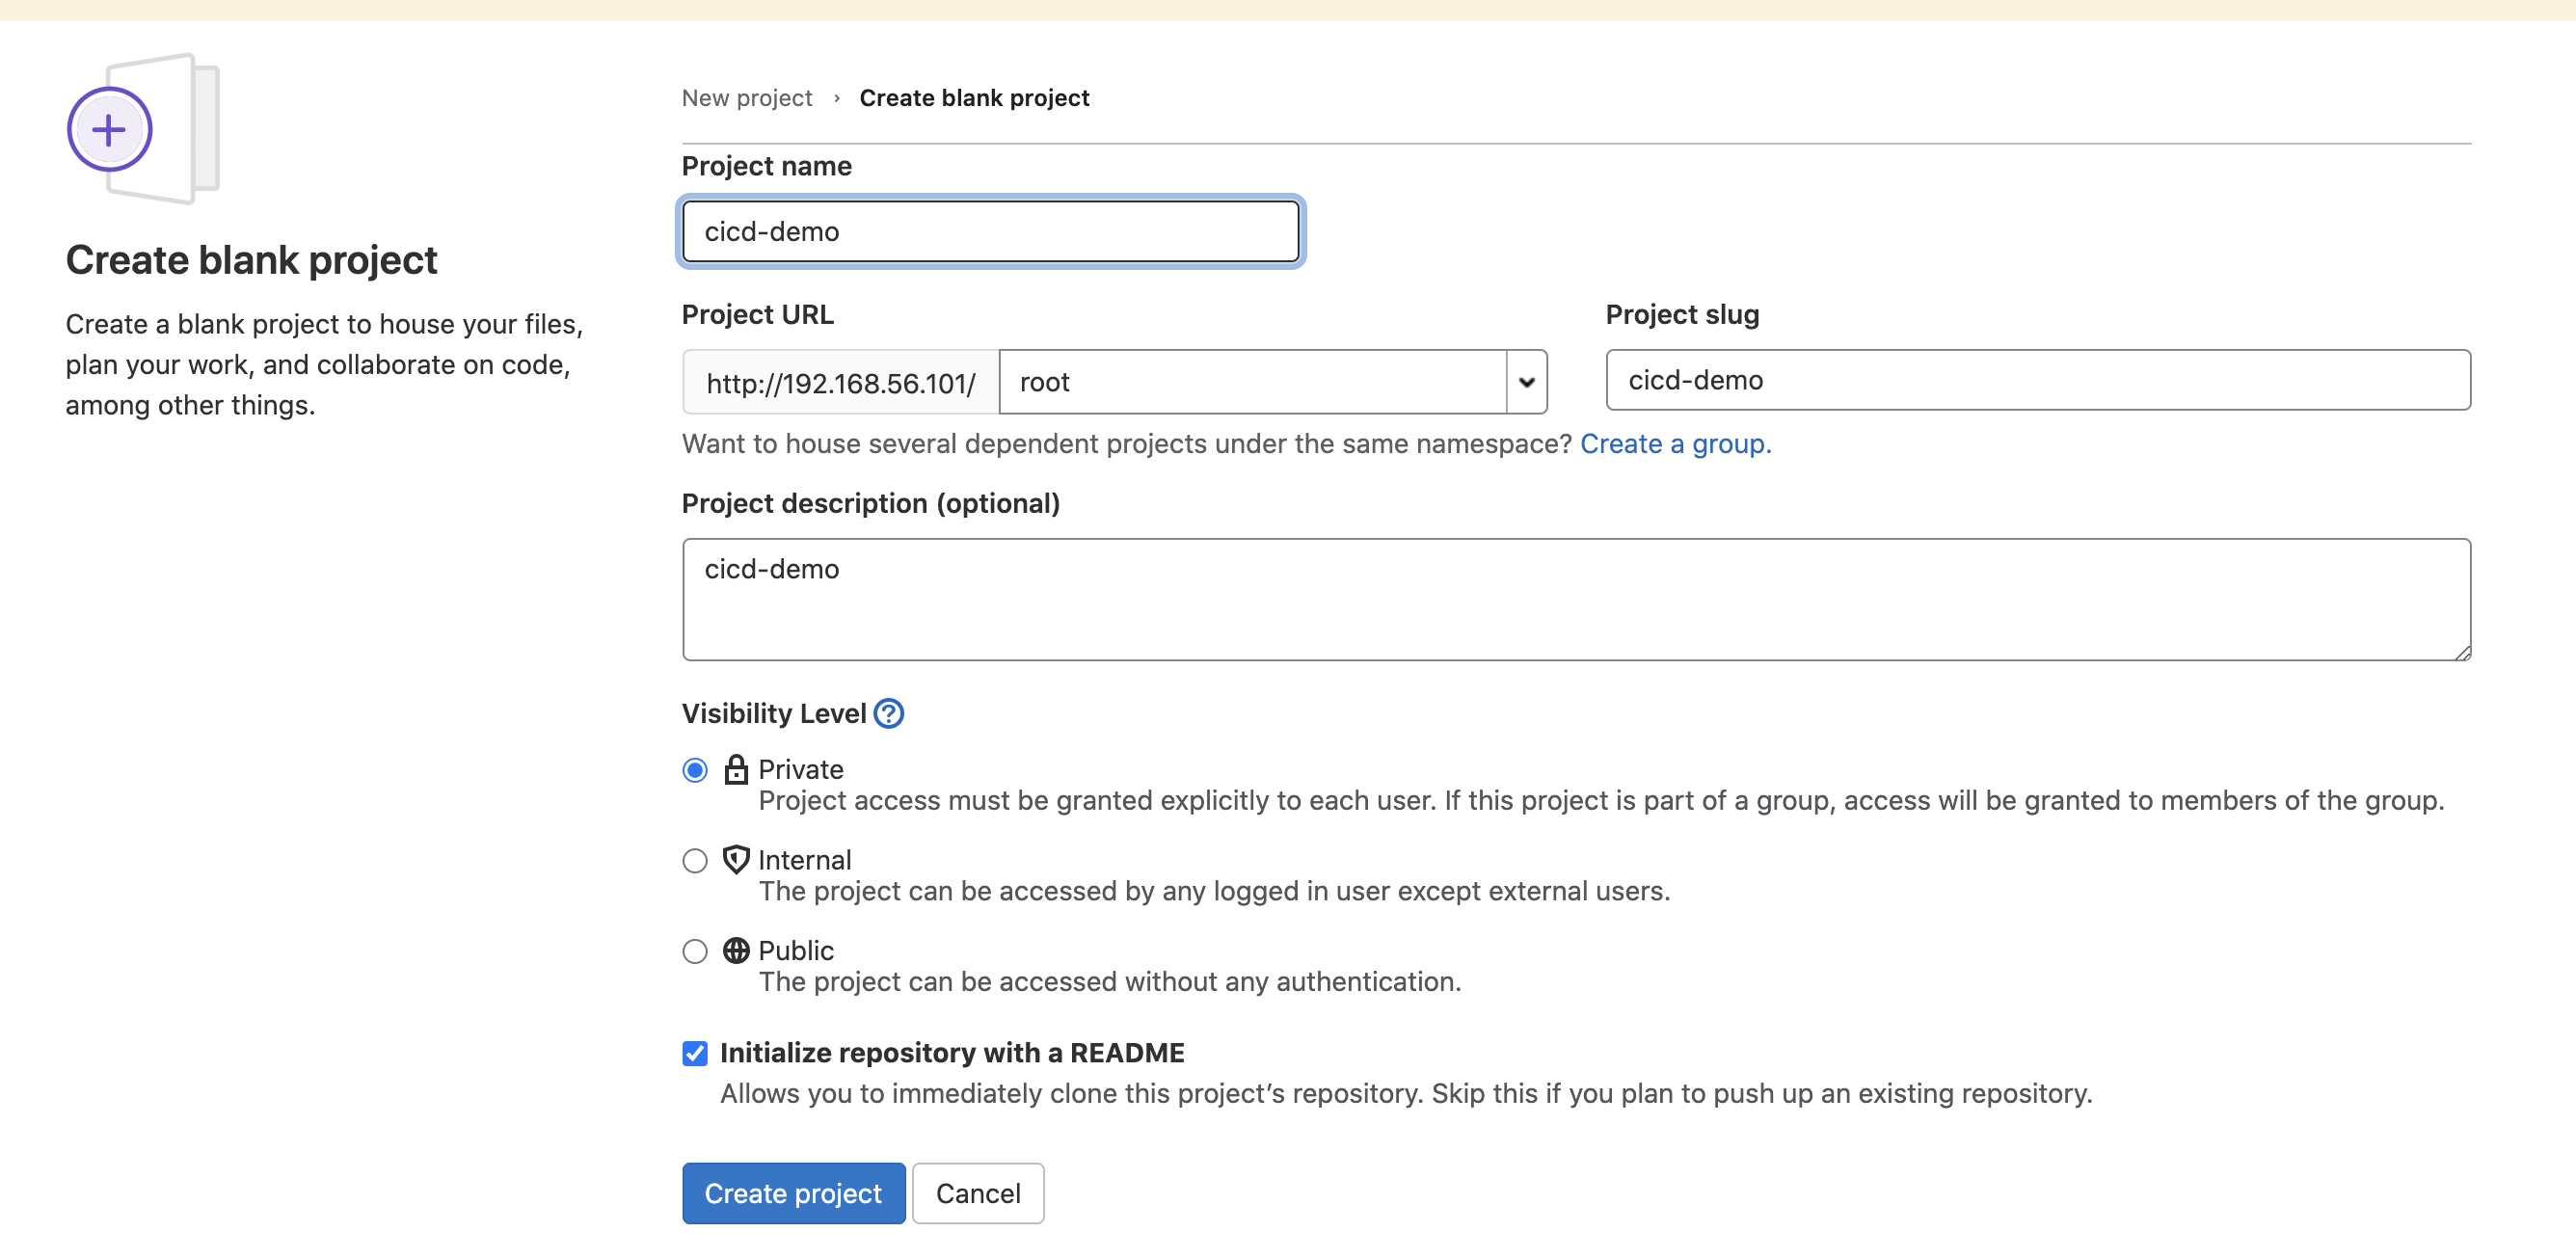 New project › Create blank project
Create blank project
Create a blank project to house your files,
plan your work, and collaborate on code,
among other things.
Project name
cicd-demo
Project URL
Project slug
http://192.168.56.101/ root
cicd-demo
Want to house several dependent projects under the same namespace? Create a group.
Project description (optional)
cicd-demo
Visibility Level ?
Private
Project access must be granted explicitly to each user. If this project is part of a group, access will be granted to members of the group.
Internal
The project can be accessed by any logged in user except external users.
Public
The project can be accessed without any authentication.
Initialize repository with a README
Allows you to immediately clone this project’s repository. Skip this if you plan to push up an existing repository.
Create project Cancel